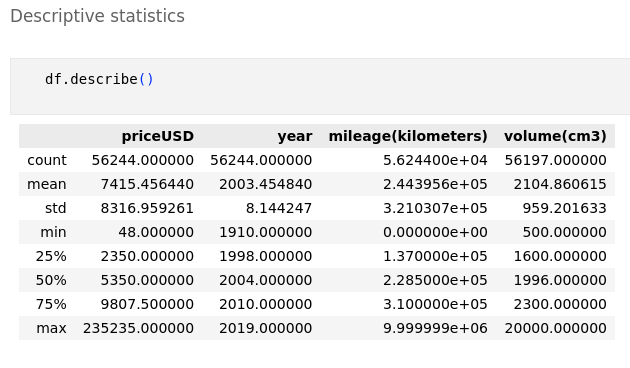 Descriptive statistics
df.describe()
priceUSD year mileage(kilometers) volume(cm3)
count 56244.000000 56244.000000 5.624400e+04 56197.000000
mean 7415.456440 2003.454840 2.443956e+05 2104.860615
std 8316.959261 8.144247 3.210307e+05 959.201633
min 48.000000 1910.000000 0.000000e+00 500.000000
25% 2350.000000 1998.000000 1.370000e+05 1600.000000
50% 5350.000000 2004.000000 2.285000e+05 1996.000000
75% 9807.500000 2010.000000 3.100000e+05 2300.000000
max 235235.000000 2019.000000 9.999999e+06 20000.000000